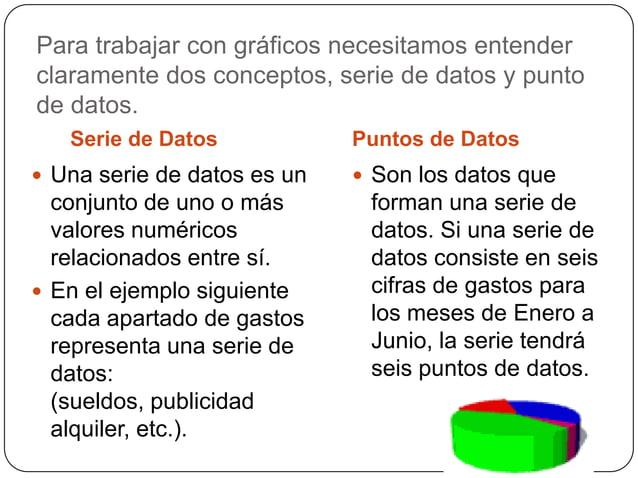 Para trabajar con gráficos necesitamos entender
claramente dos conceptos, serie de datos y punto
de datos.
Serie de Datos
Una serie de datos es un
conjunto de uno o más
valores numéricos
relacionados entre sí.
En el ejemplo siguiente
cada apartado de gastos
representa una serie de
datos:
(sueldos, publicidad
alquiler, etc.).
Puntos de Datos
Son los datos que
forman una serie de
datos. Si una serie de
datos consiste en seis
cifras de gastos para
los meses de Enero a
Junio, la serie tendrá
seis puntos de datos.